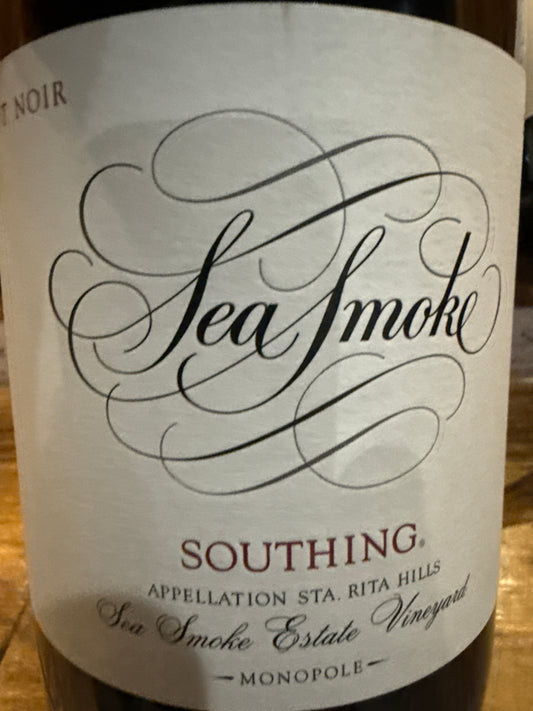 NOIR
Sea Smoke
SOUTHING®
APPELLATION STA. RITA HILLS
Sea Smoke Estate Vineyard
MONOPOLE